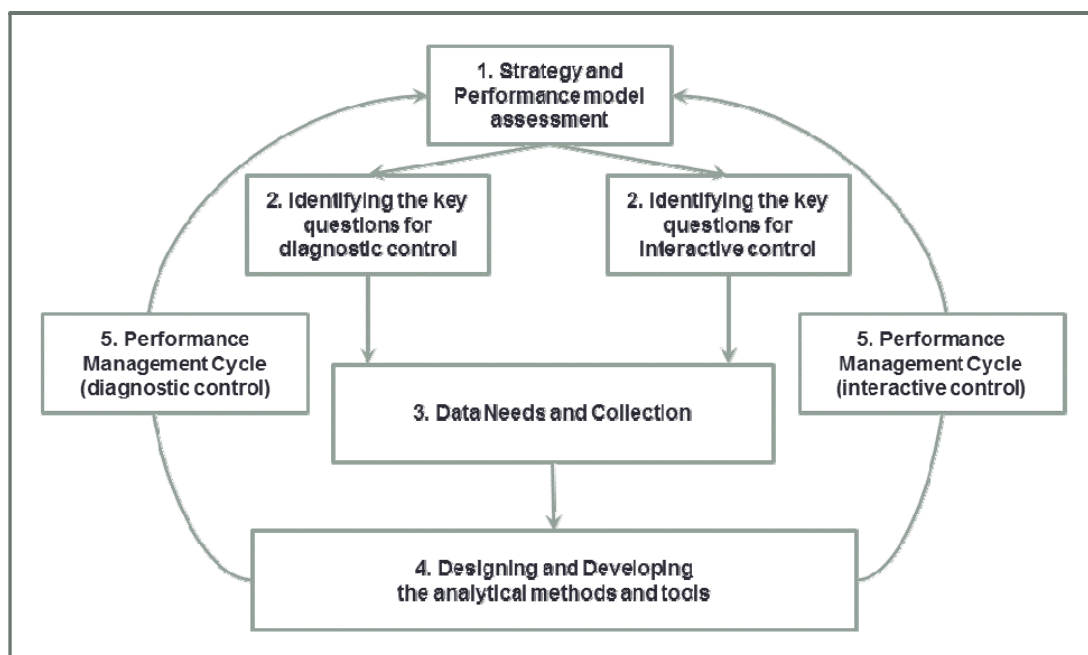 1. Strategy and
Performance model
assessment
2. Identifying the key
questions for
diagnostic control
2. Identifying the key
questions for
interactive control
5. Performance
Management Cycle
(diagnostic control)
5. Performance
Management Cycle
(interactive control)
3. Data Needs and Collection
4. Designing and Developing
the analytical methods and tools